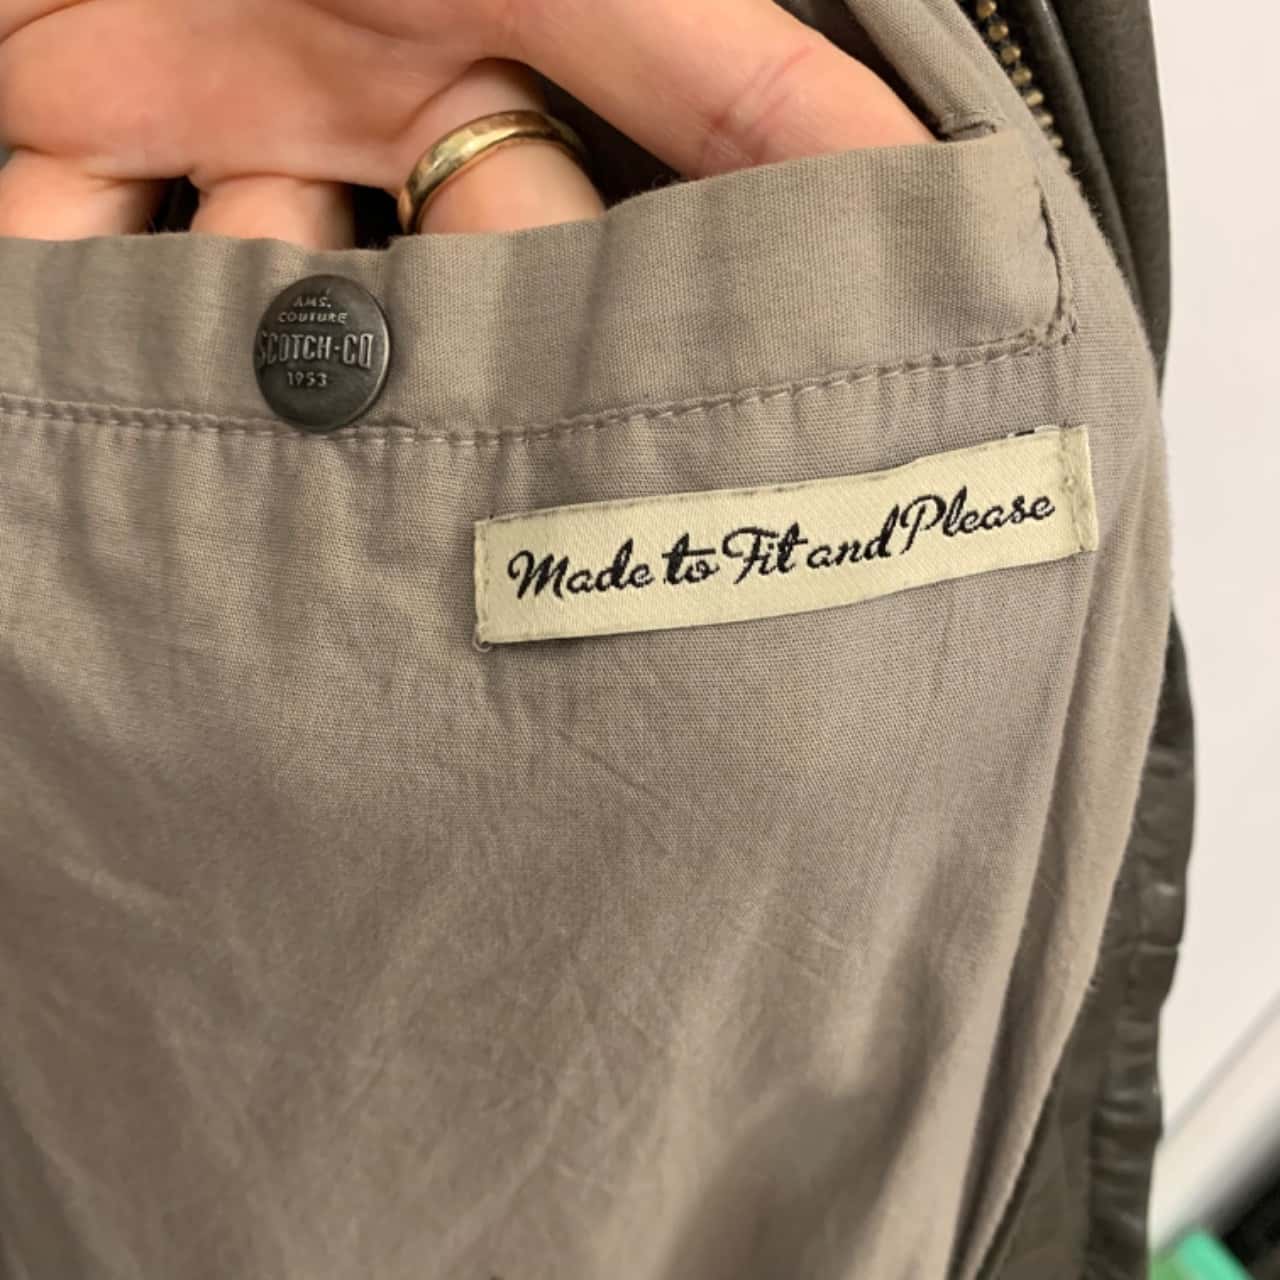 AMS.
COUTURE
SCOTCH-CO
1953
Made to Fit and Please